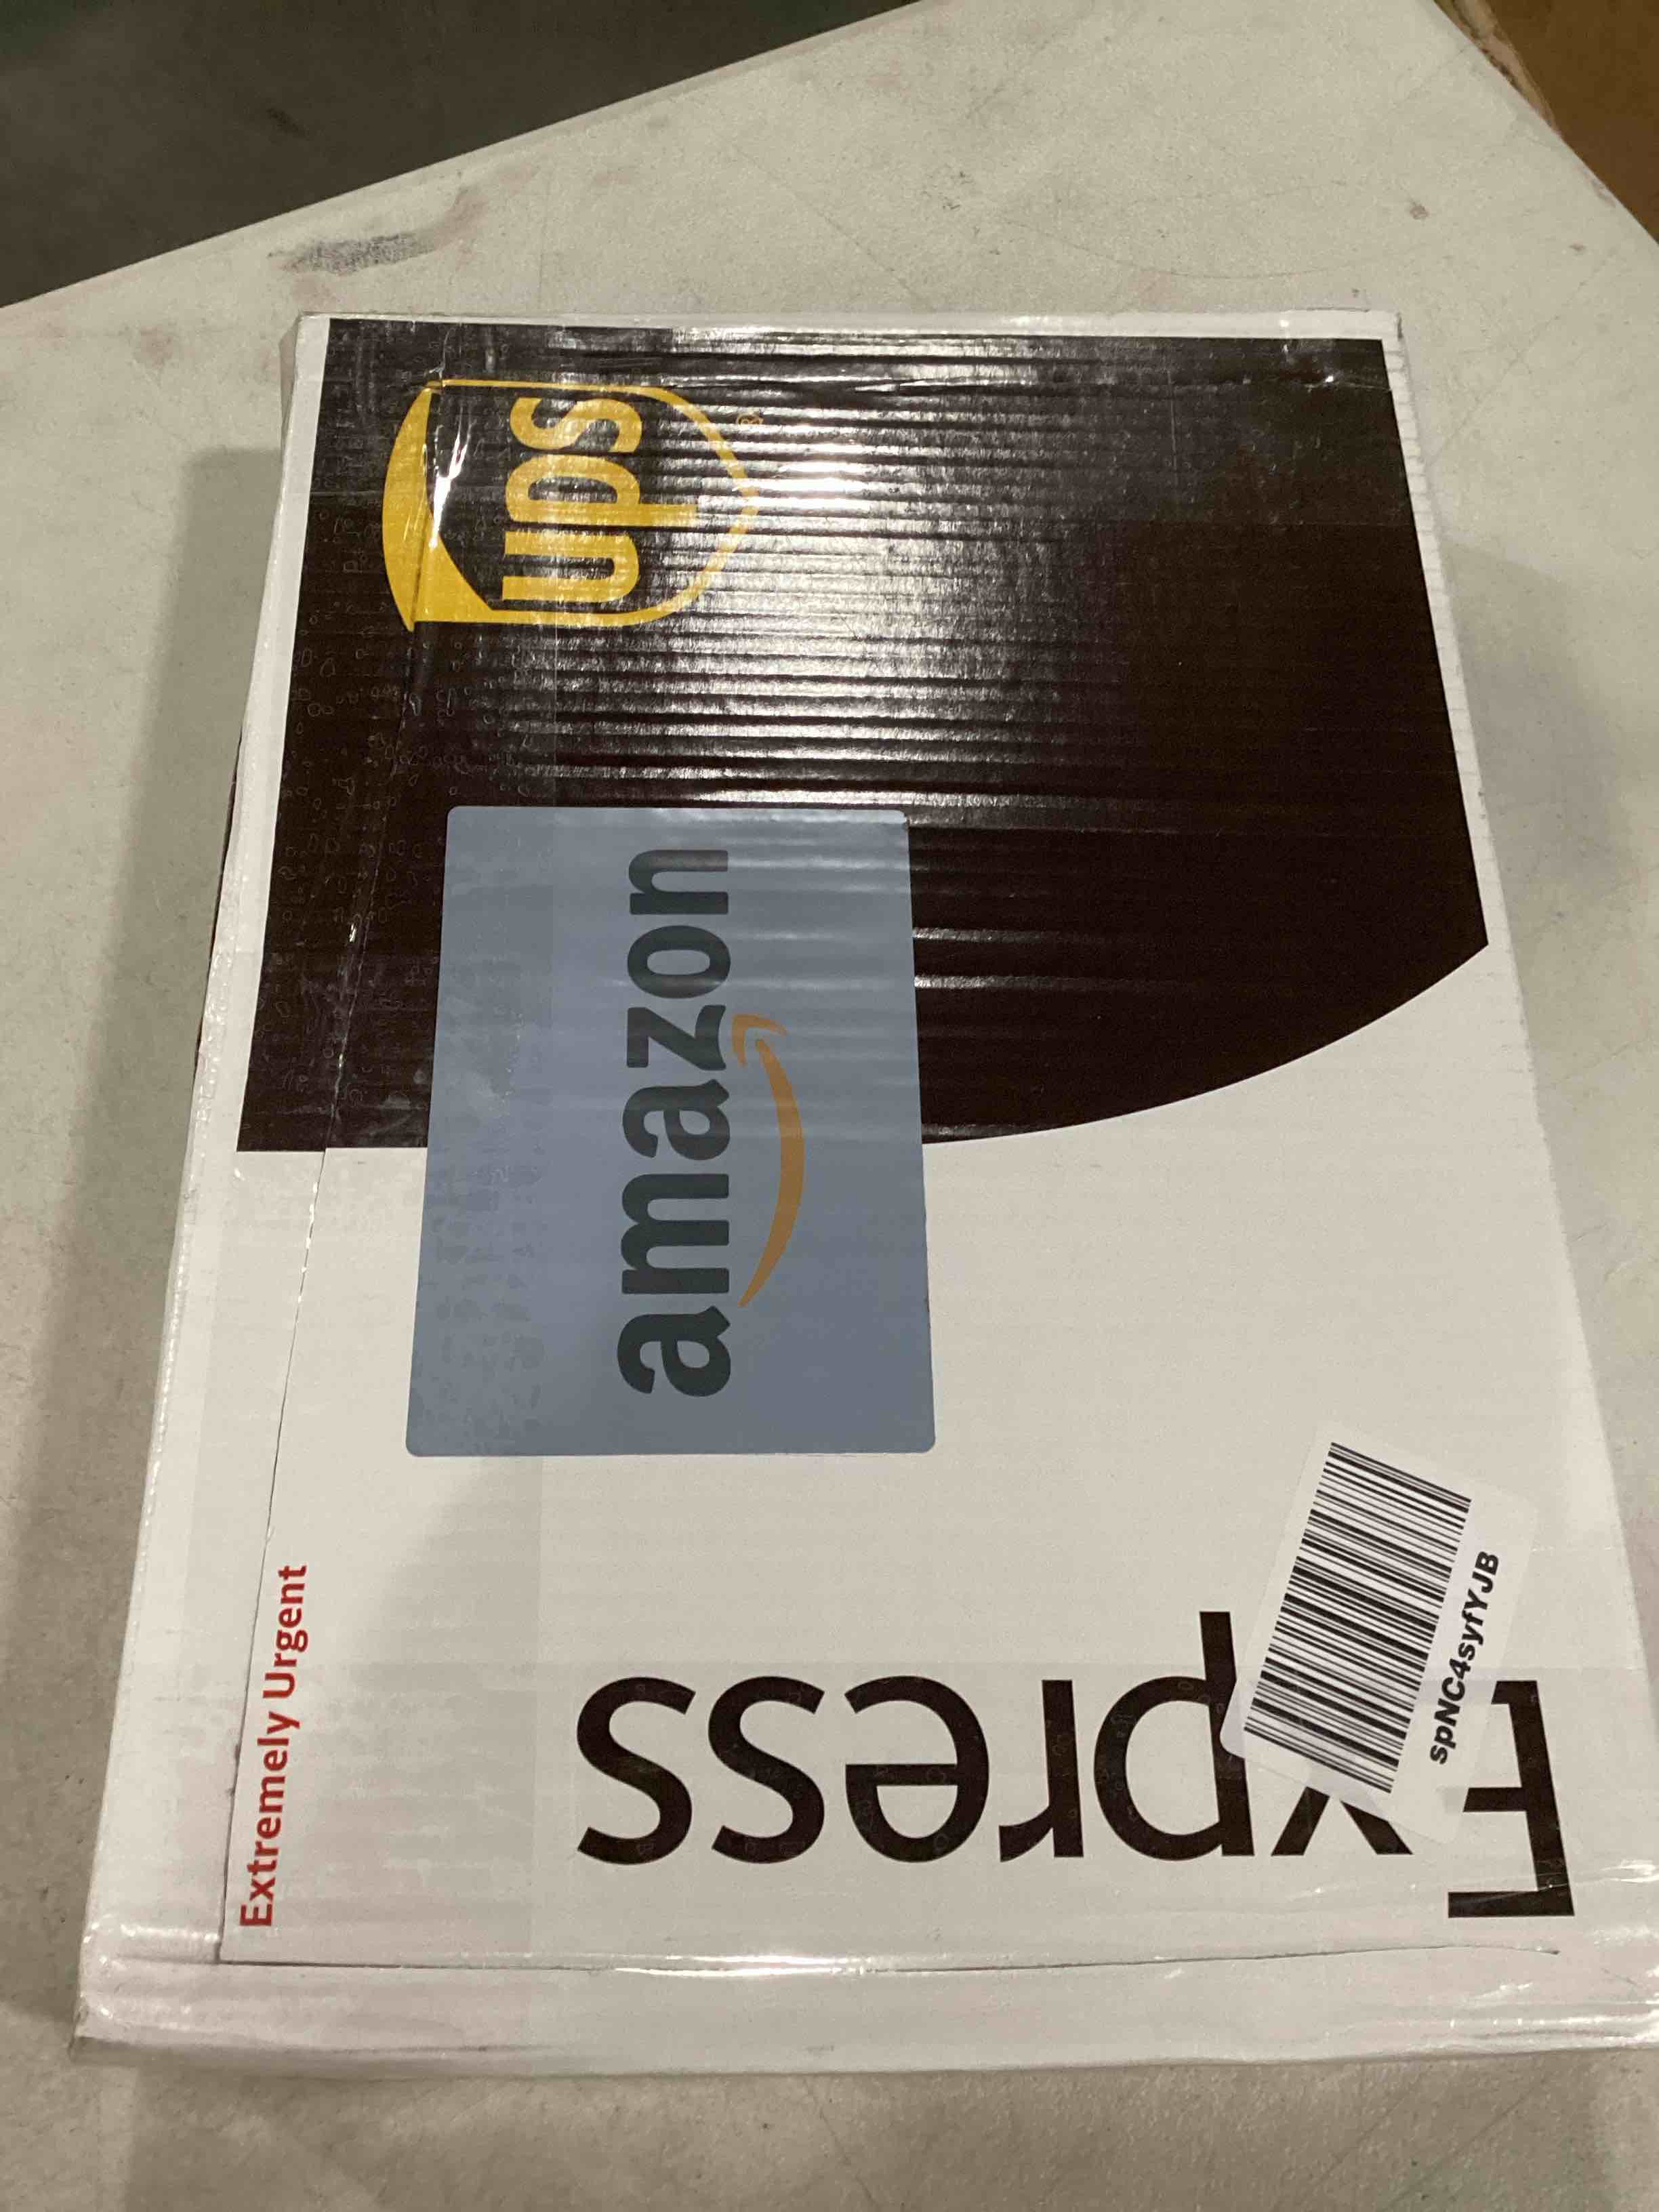 ups
®
amazon
Extremely Urgent
Express
spNC4syfYJB